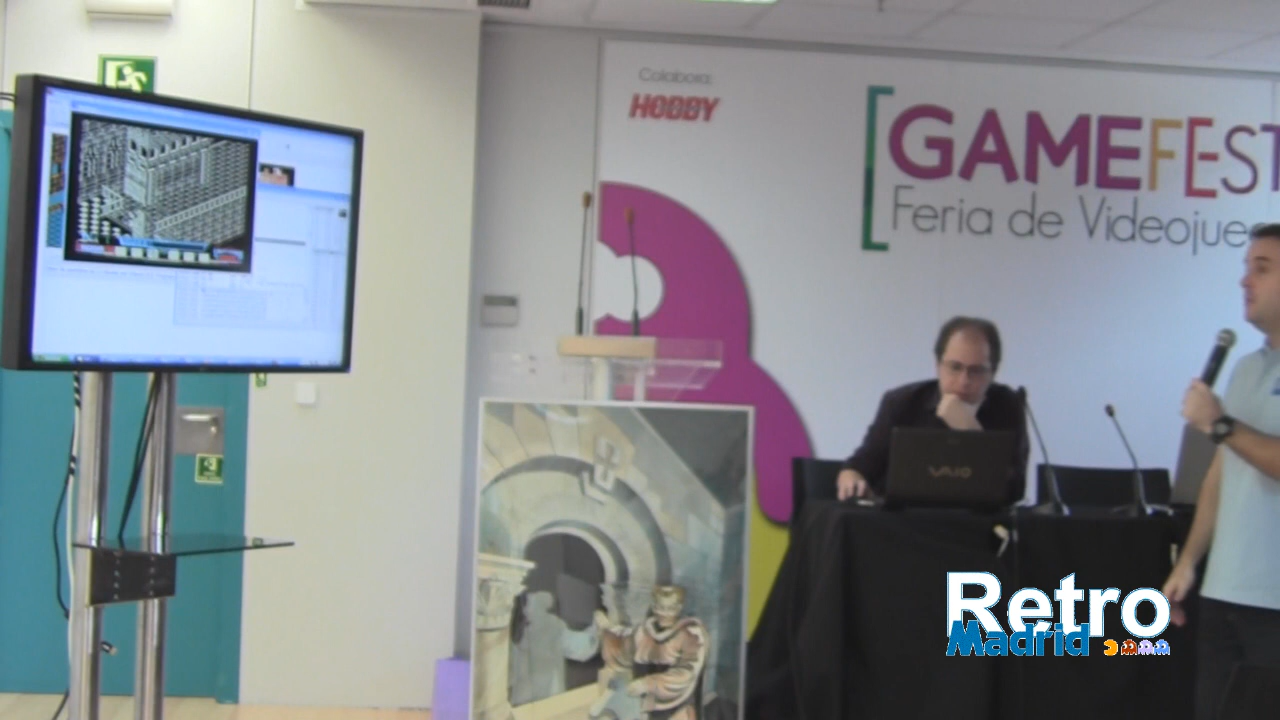 Colabora:
HOBBY
[GAMEFEST
Feria de Videojue
VAIO
Retro
Madrid